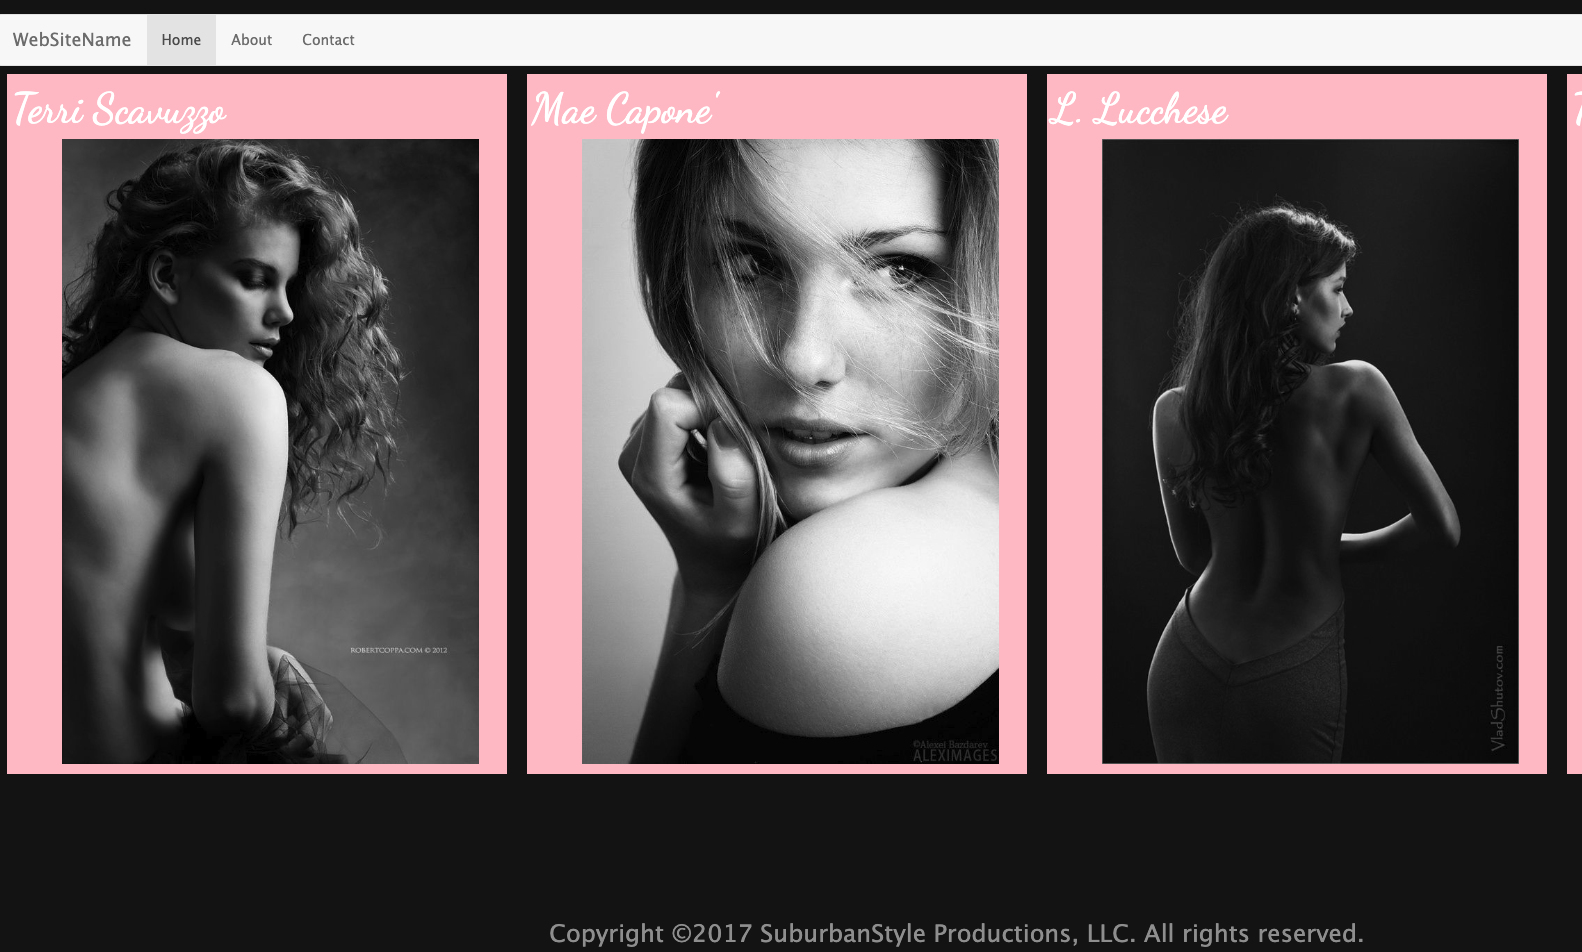 WebSiteName Home About Contact
Terri Scavuzzo
Mae Capone'
L. Lucchese
ROBERTCOPPA.COM © 2012
©Alexei Bazdarev
ALEXIMAGES
VladShutov.com
Copyright ©2017 SuburbanStyle Productions, LLC. All rights reserved.